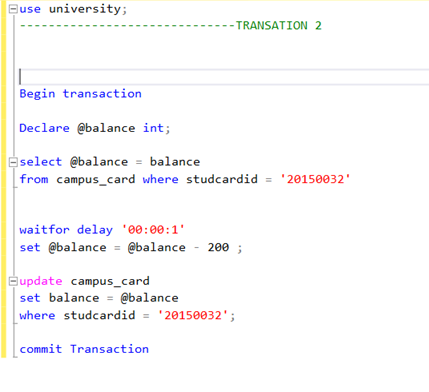 use university;
------------------------------TRANSATION 2
Begin transaction
Declare @balance int;
select @balance = balance
from campus_card where studcardid = '20150032'
waitfor delay '00:00:1'
set @balance = @balance - 200 ;
update campus_card
set balance = @balance
where studcardid = '20150032';
commit Transaction